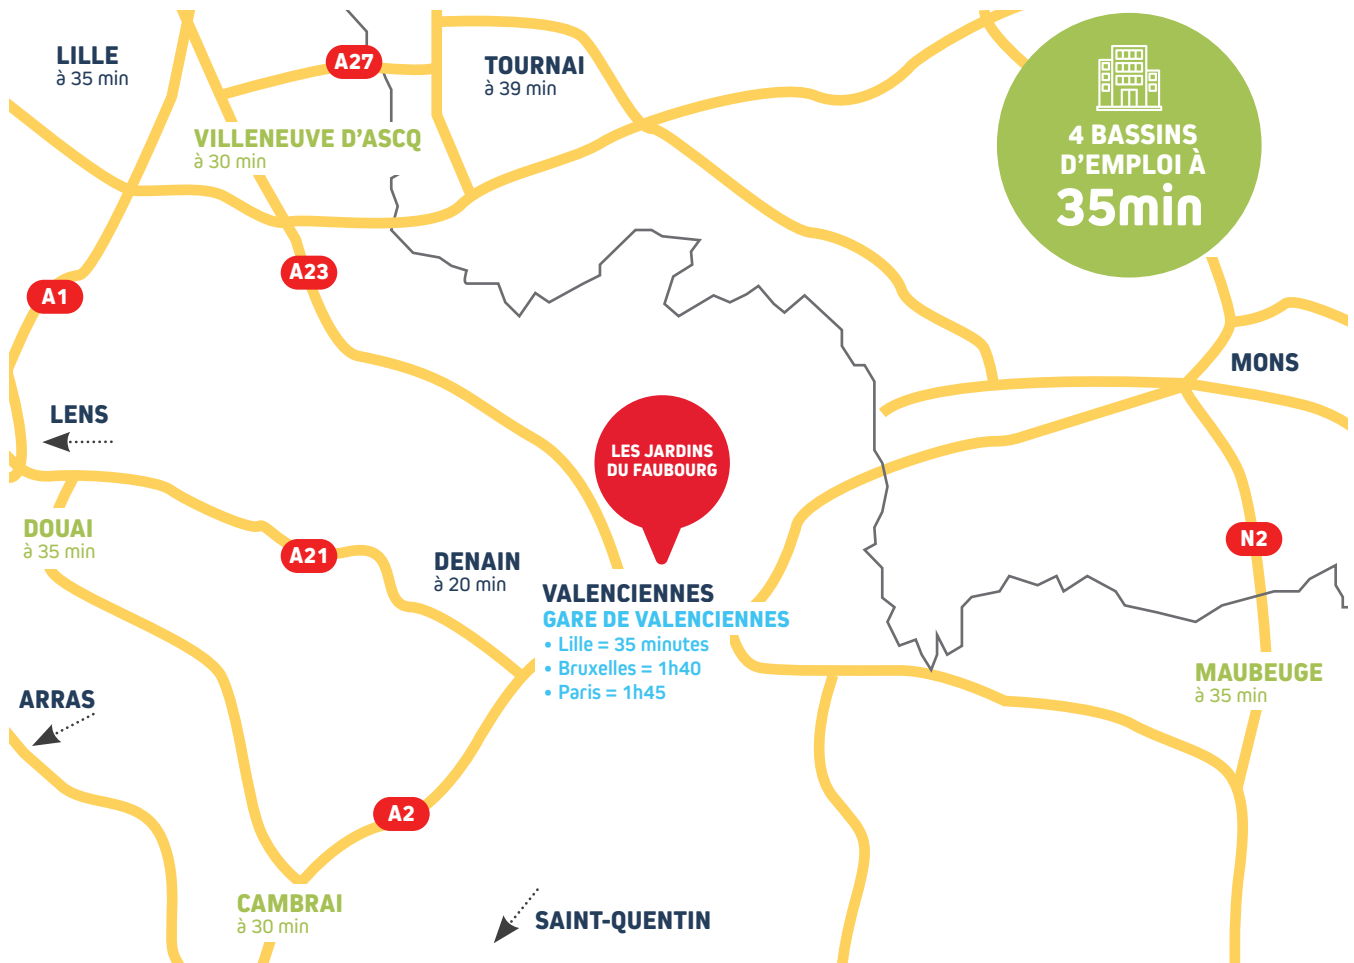 LILLE
à 35 min
A27
TOURNAI
à 39 min
4 BASSINS
D'EMPLOI À
35min
VILLENEUVE D'ASCQ
à 30 min
A23
A1
MONS
LENS
LES JARDINS
DU FAUBOURG
DOUAI
à 35 min
A21
DENAIN
à 20 min
N2
VALENCIENNES
GARE DE VALENCIENNES
• Lille = 35 minutes
• Bruxelles = 1h40
• Paris = 1h45
MAUBEUGE
à 35 min
ARRAS
A2
CAMBRAI
à 30 min
SAINT-QUENTIN